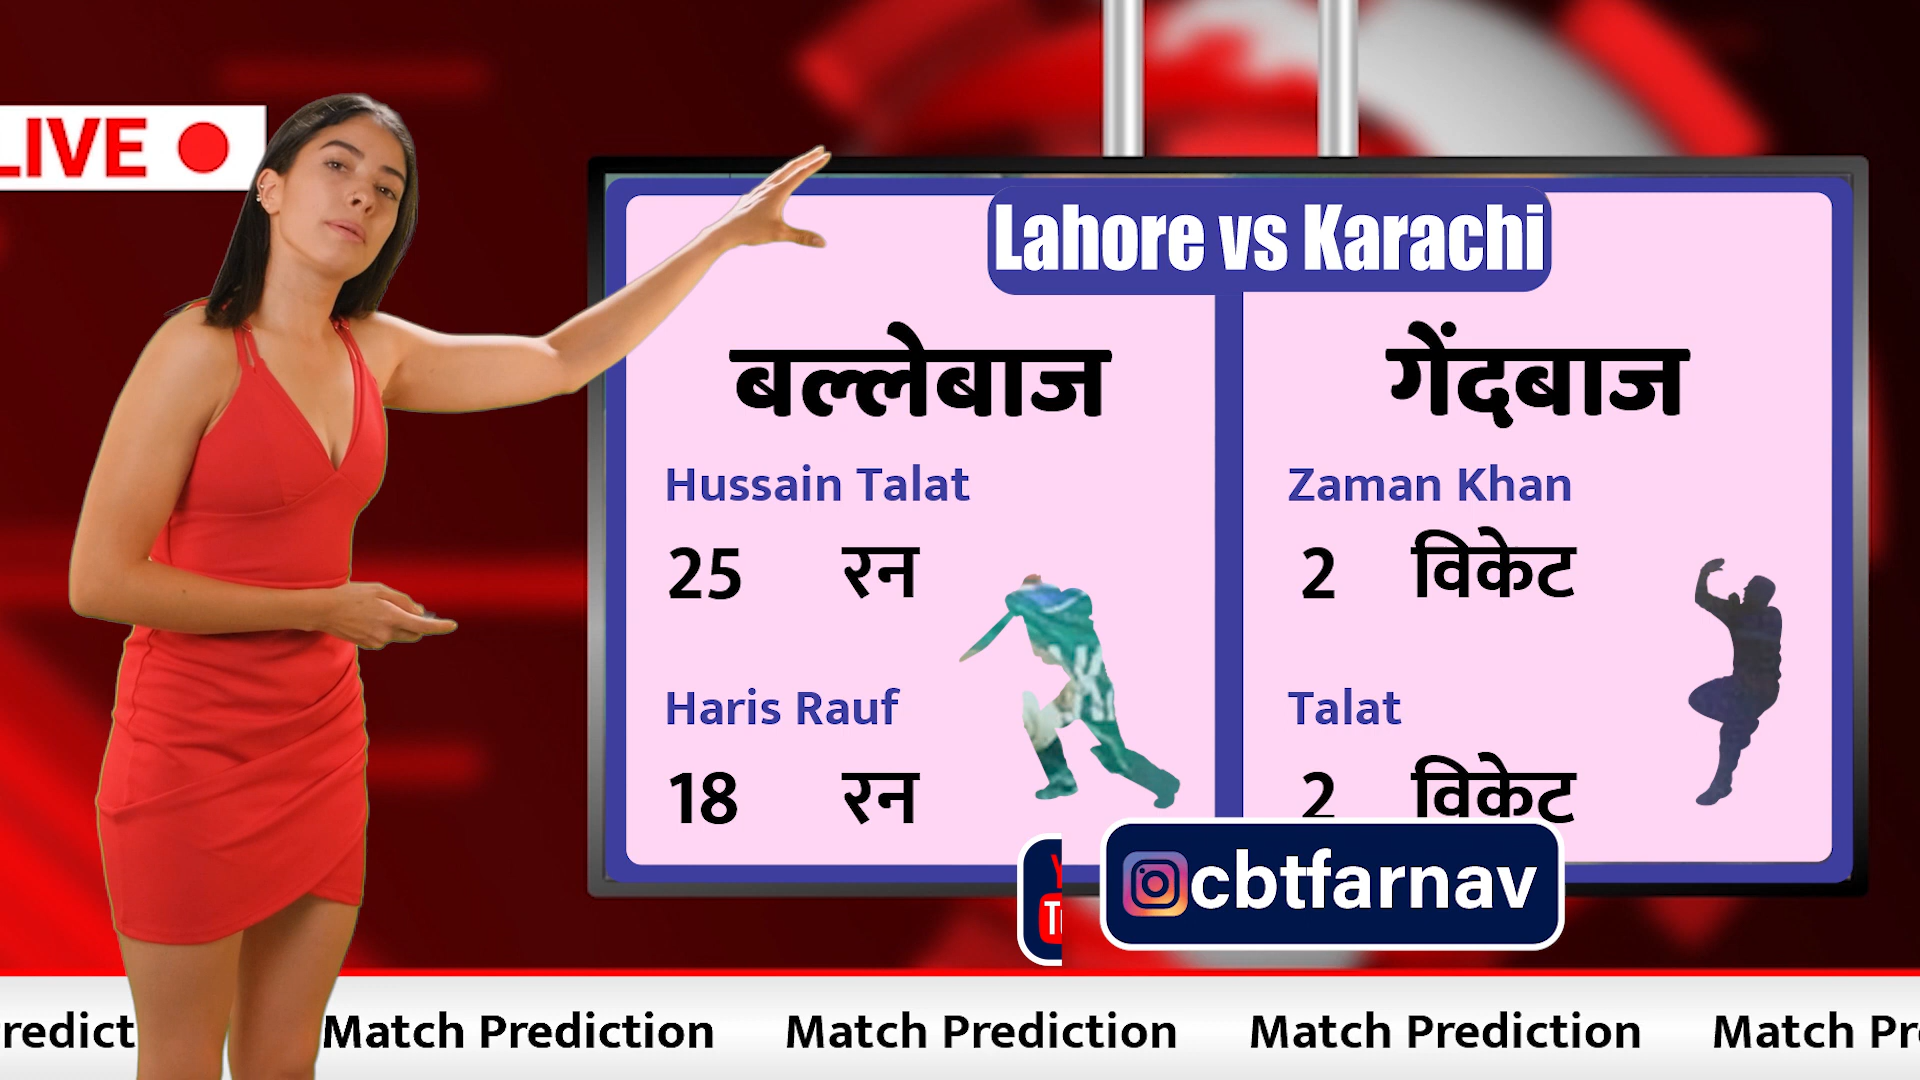 LIVE
Lahore vs Karachi
बल्लेबाज
Hussain Talat
25 रन
Haris Rauf
18 रन
गेंदबाज
Zaman Khan
2 विकेट
Talat
2 विकेट
cbtfarnav
Match Prediction Match Prediction Match Prediction Match